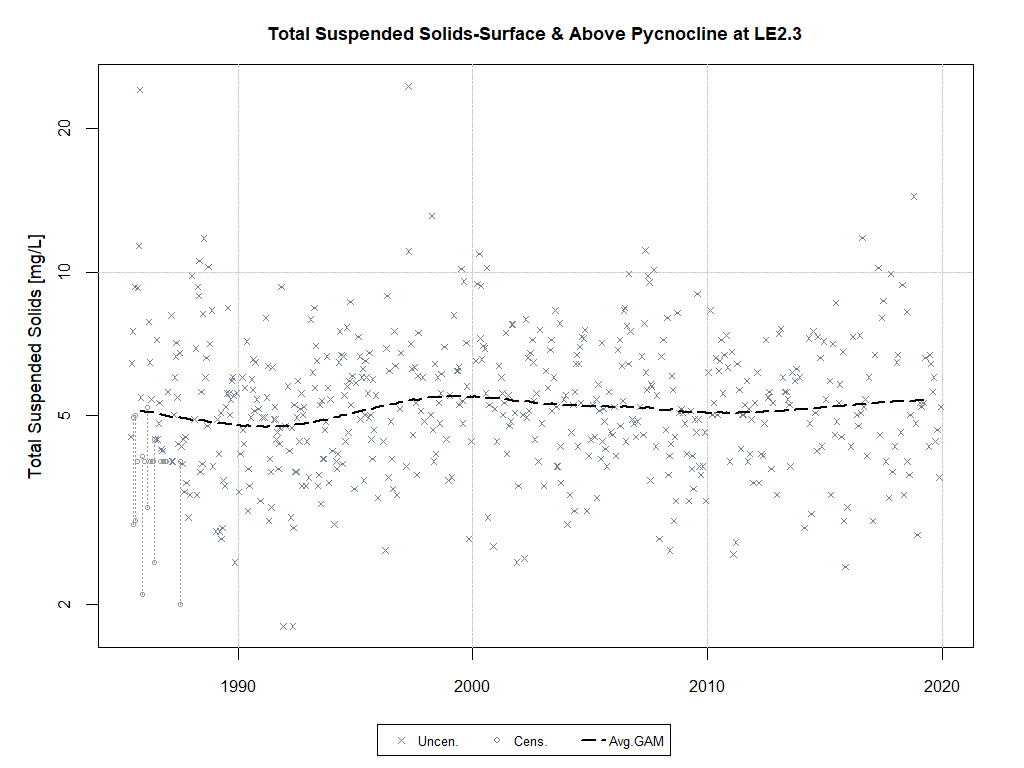 Total Suspended Solids-Surface & Above Pycnocline at LE2.3
Total Suspended Solids [mg/L]
20
10
5
2
1990 2000 2010 2020
Uncen. Cens. Avg.GAM